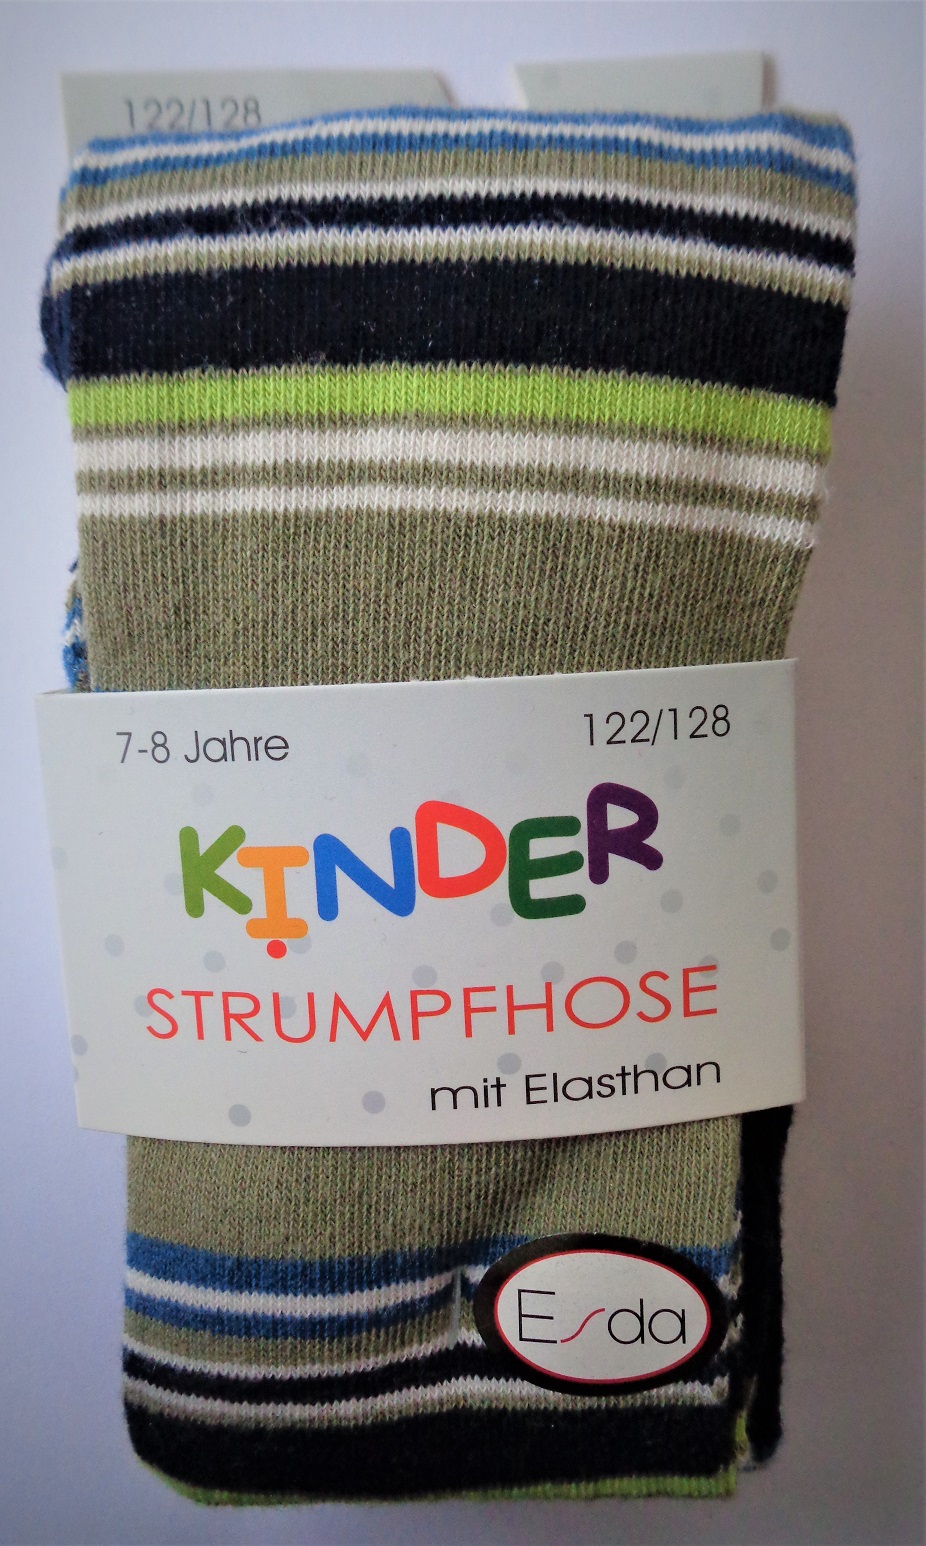 122/128
7-8 Jahre 122/128
KINDER
STRUMPFHOSE
mit Elasthan
Esda